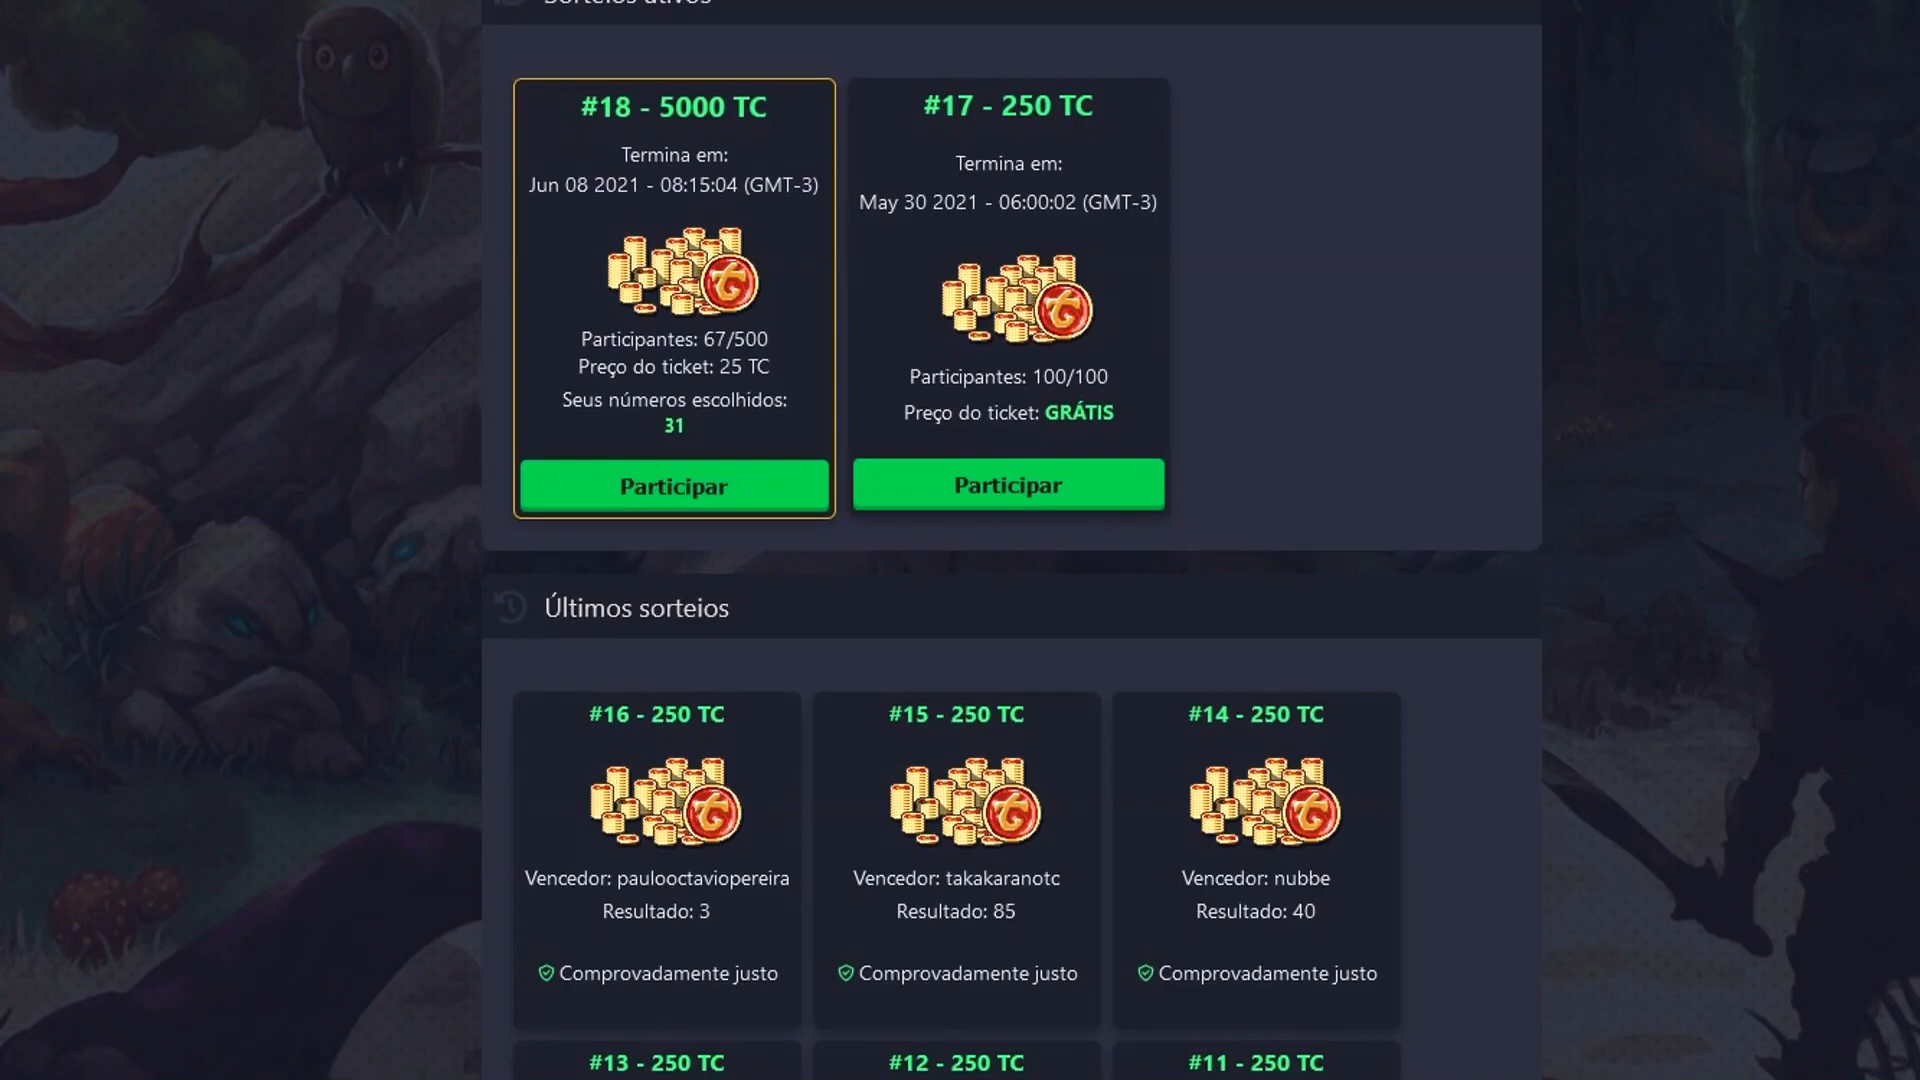 Sorteios ativos
#18 - 5000 TC
Termina em:
Jun 08 2021 - 08:15:04 (GMT-3)
Participantes: 67/500
Preço do ticket: 25 TC
Seus números escolhidos:
31
Participar
#17 - 250 TC
Termina em:
May 30 2021 - 06:00:02 (GMT-3)
Participantes: 100/100
Preço do ticket: GRÁTIS
Participar
Últimos sorteios
#16 - 250 TC
Vencedor: paulooctaviopereira
Resultado: 3
Comprovadamente justo
#15 - 250 TC
Vencedor: takakaranotc
Resultado: 85
Comprovadamente justo
#14 - 250 TC
Vencedor: nubbe
Resultado: 40
Comprovadamente justo
#13 - 250 TC
#12 - 250 TC
#11 - 250 TC